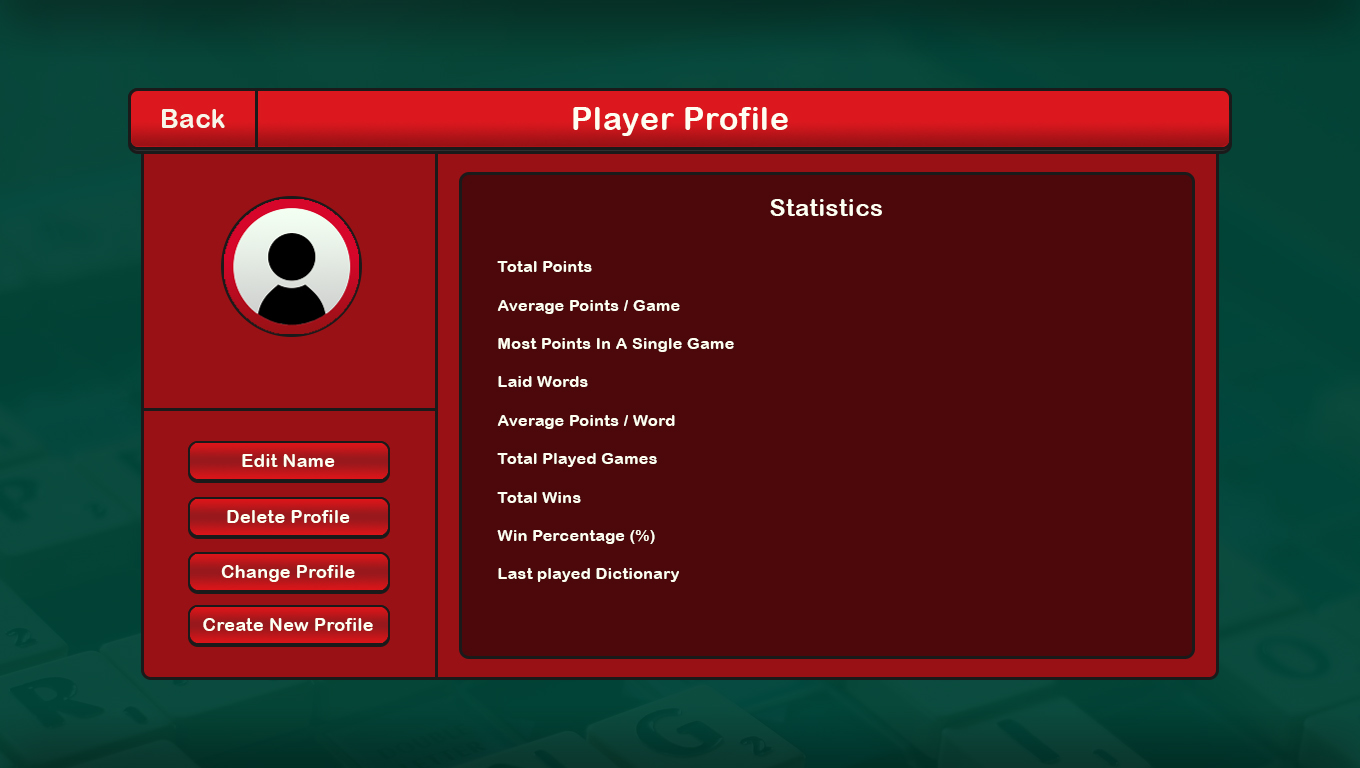 Back
Player Profile
Statistics
Total Points
Average Points / Game
Most Points In A Single Game
Laid Words
Average Points / Word
Total Played Games
Total Wins
Win Percentage (%)
Last played Dictionary
Edit Name
Delete Profile
Change Profile
Create New Profile
P
R
G
2
I
O